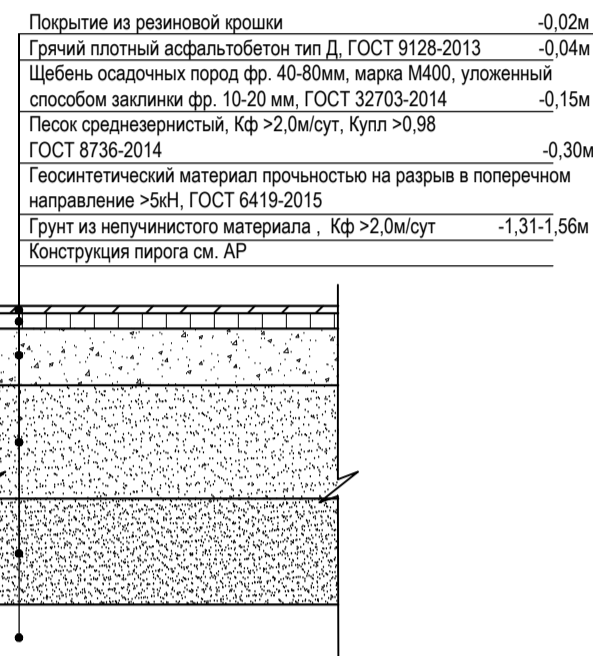 Покрытие из резиновой крошки -0,02м
Грячий плотный асфальтобетон тип Д, ГОСТ 9128-2013 -0,04м
Щебень осадочных пород фр. 40-80мм, марка М400, уложенный
способом заклинки фр. 10-20 мм, ГОСТ 32703-2014 -0,15м
Песок среднезернистый, Кф >2,0м/сут, Купл >0,98
ГОСТ 8736-2014 -0,30м
Геосинтетический материал прочьностью на разрыв в поперечном
направление >5кН, ГОСТ 6419-2015
Грунт из непучинистого материала , Кф >2,0м/сут -1,31-1,56м
Конструкция пирога см. АР